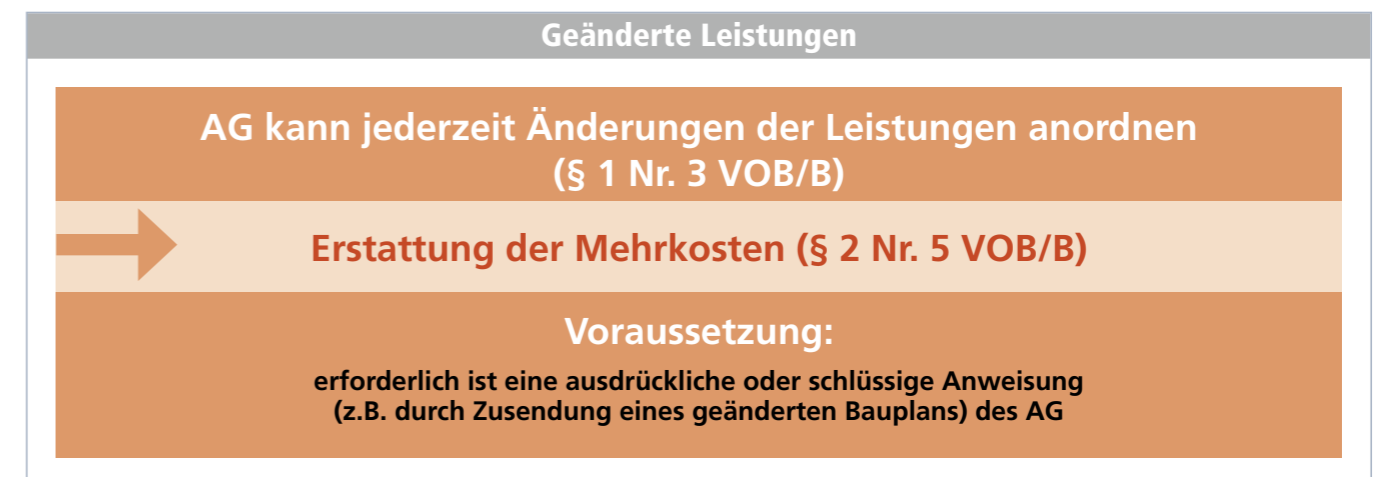 Geänderte Leistungen
AG kann jederzeit Änderungen der Leistungen anordnen
(§ 1 Nr. 3 VOB/B)
Erstattung der Mehrkosten (§ 2 Nr. 5 VOB/B)
Voraussetzung:
erforderlich ist eine ausdrückliche oder schlüssige Anweisung
(z.B. durch Zusendung eines geänderten Bauplans) des AG